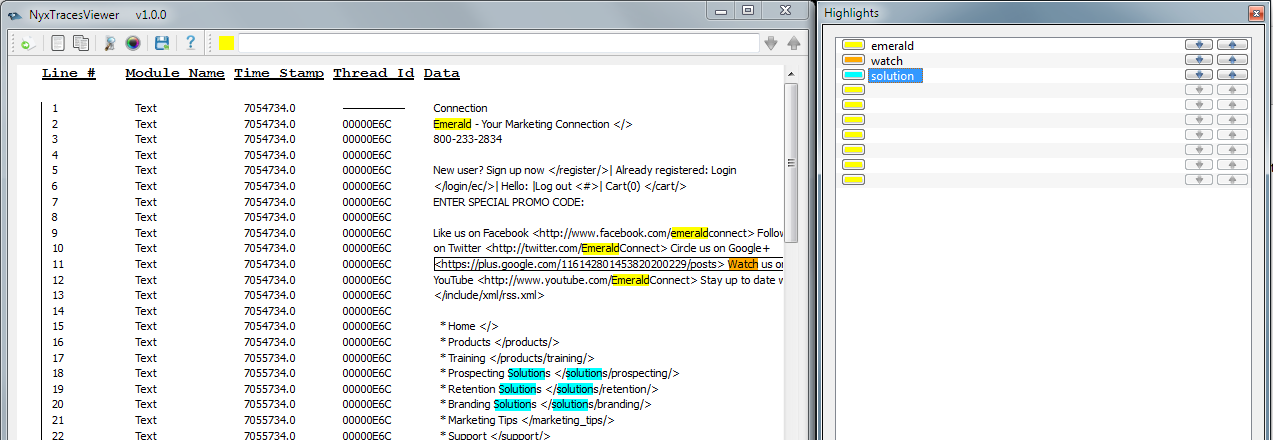 NyxTracesViewer v1.0.0
Highlights
emerald
watch
solution
Line # Module Name Time Stamp Thread Id Data
1 Text 7054734.0 Connection
2 Text 7054734.0 00000E6C Emerald - Your Marketing Connection </>
3 Text 7054734.0 00000E6C 800-233-2834
4 Text 7054734.0 00000E6C
5 Text 7054734.0 00000E6C New user? Sign up now </register/>| Already registered: Login
6 Text 7054734.0 00000E6C </login/ec/>| Hello: |Log out <#>| Cart(0) </cart/>
7 Text 7054734.0 00000E6C ENTER SPECIAL PROMO CODE:
8 Text 7054734.0 00000E6C
9 Text 7054734.0 00000E6C Like us on Facebook <http://www.facebook.com/emeraldconnect> Follow
10 Text 7054734.0 00000E6C on Twitter <http://twitter.com/EmeraldConnect> Circle us on Google+
11 Text 7054734.0 00000E6C <https://plus.google.com/116142801453820200229/posts> Watch us on
12 Text 7054734.0 00000E6C YouTube <http://www.youtube.com/EmeraldConnect> Stay up to date w
13 Text 7054734.0 00000E6C </include/xml/rss.xml>
14 Text 7054734.0 00000E6C
15 Text 7054734.0 00000E6C * Home </>
16 Text 7054734.0 00000E6C * Products </products/>
17 Text 7055734.0 00000E6C * Training </products/training/>
18 Text 7055734.0 00000E6C * Prospecting Solutions </solutions/prospecting/>
19 Text 7055734.0 00000E6C * Retention Solutions </solutions/retention/>
20 Text 7055734.0 00000E6C * Branding Solutions </solutions/branding/>
21 Text 7055734.0 00000E6C * Marketing Tips </marketing_tips/>
22 Text 7055734.0 00000E6C * Support </support/>